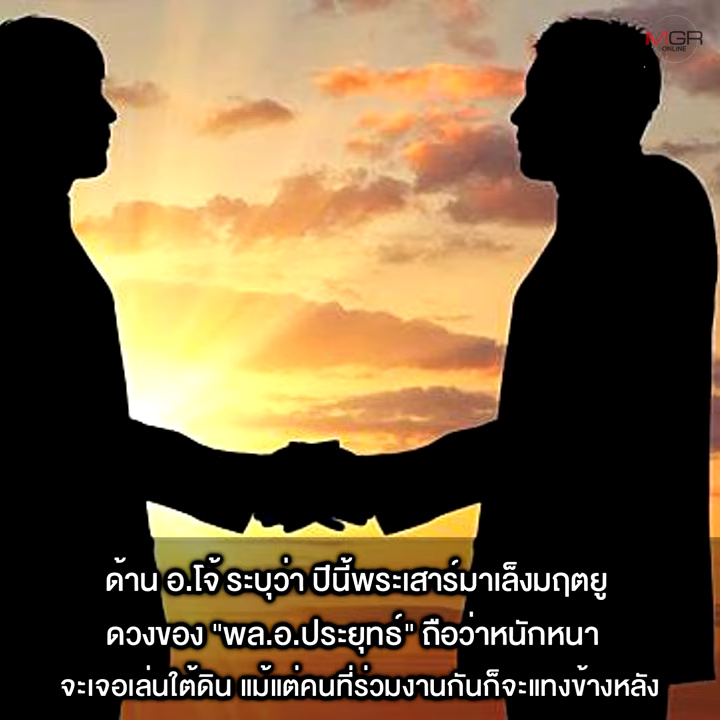 MGR
ONLINE
ด้าน อ.โจ้ ระบุว่า ปีนี้พระเสาร์มาเล็งมฤตยู
ดวงของ "พล.อ.ประยุทธ์" ถือว่าหนักหนา
จะเจอเล่นใต้ดิน แม้แต่คนที่ร่วมงานกันก็จะแทงข้างหลัง